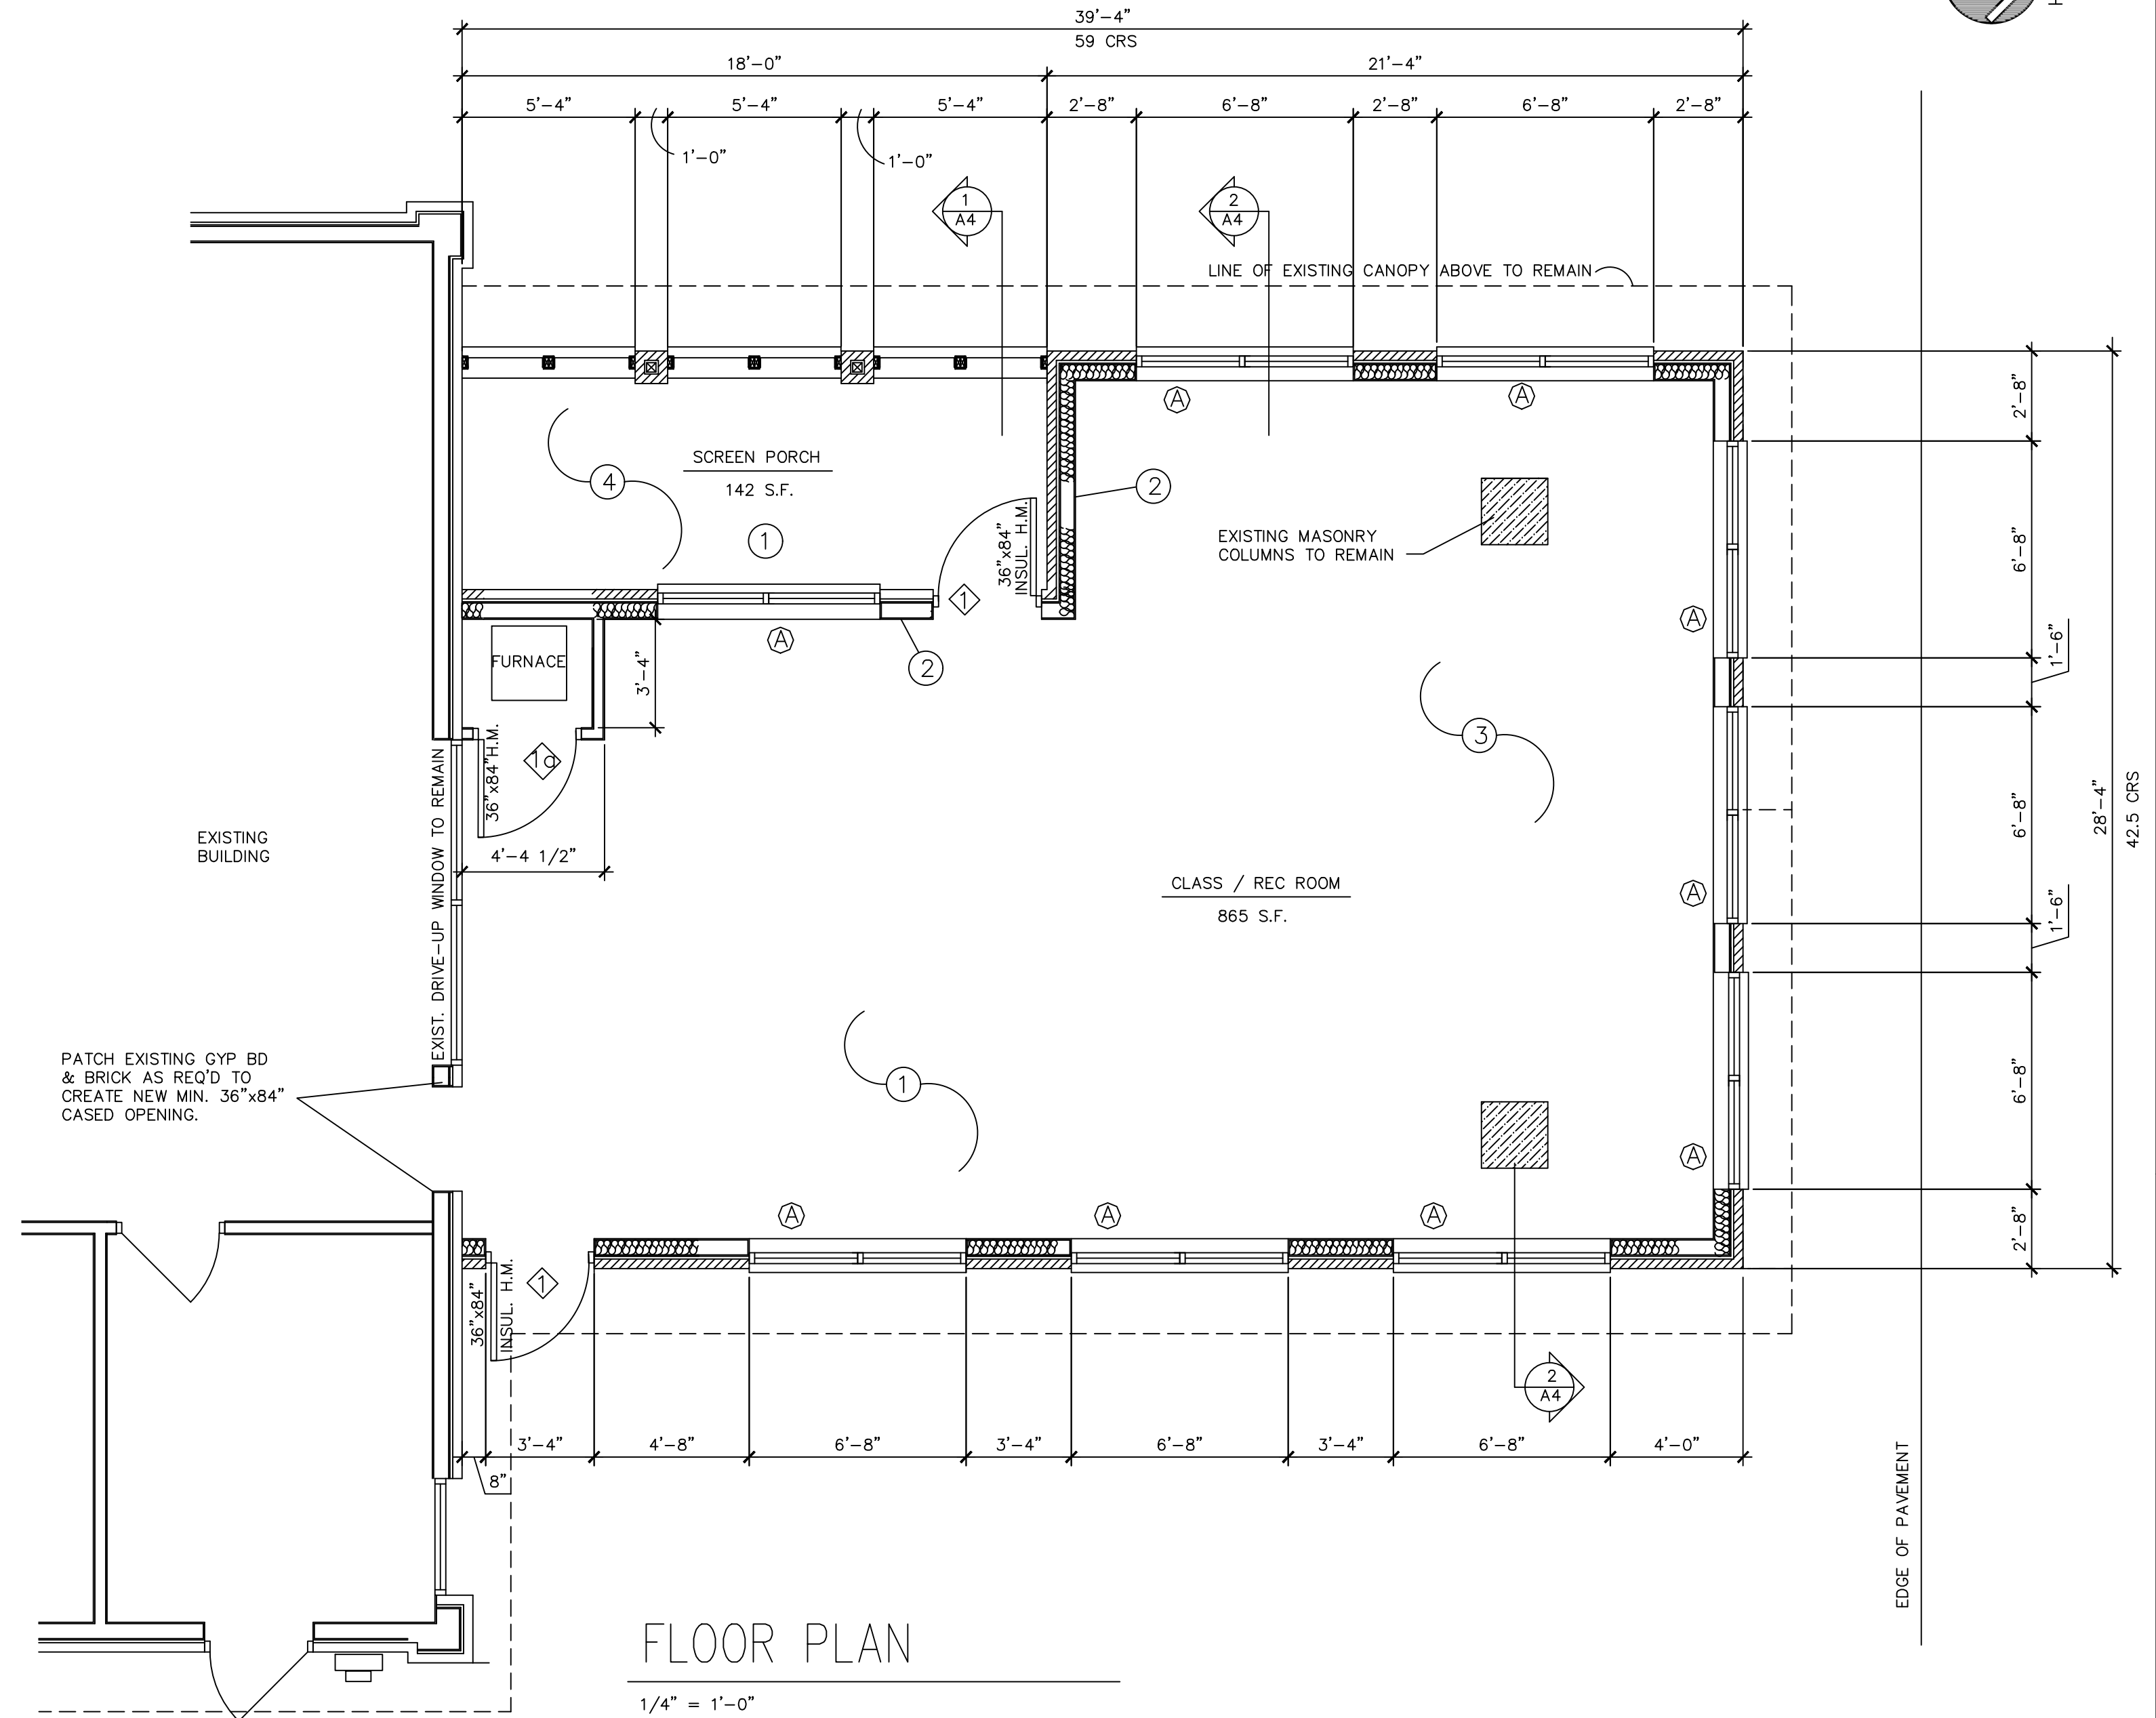 39'-4"
59 CRS
18'-0"
21'-4"
5'-4"
5'-4"
5'-4"
2'-8"
6'-8"
2'-8"
6'-8"
2'-8"
1'-0"
1'-0"
1
A4
2
A4
LINE OF EXISTING CANOPY ABOVE TO REMAIN
A
A
2'-8"
SCREEN PORCH
142 S.F.
4
1
2
36"x84"
INSUL. H.M.
EXISTING MASONRY
COLUMNS TO REMAIN
6'-8"
1
A
2
A
1'-6"
FURNACE
3'-4"
3
1a
36"x84"H.M.
EXIST. DRIVE-UP WINDOW TO REMAIN
4'-4 1/2"
EXISTING
BUILDING
CLASS / REC ROOM
865 S.F.
A
6'-8"
28'-4"
42.5 CRS
1'-6"
PATCH EXISTING GYP BD
& BRICK AS REQ'D TO
CREATE NEW MIN. 36"x84"
CASED OPENING.
1
A
6'-8"
A
A
A
2'-8"
36"x84"
INSUL. H.M.
1
2
A4
3'-4"
4'-8"
6'-8"
3'-4"
6'-8"
3'-4"
6'-8"
4'-0"
8"
EDGE OF PAVEMENT
FLOOR PLAN
1/4" = 1'-0"